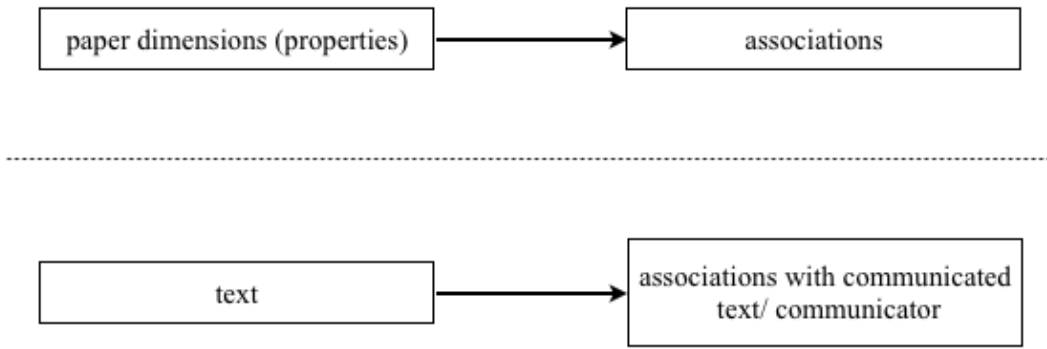 paper dimensions (properties)
associations
text
associations with communicated
text/ communicator